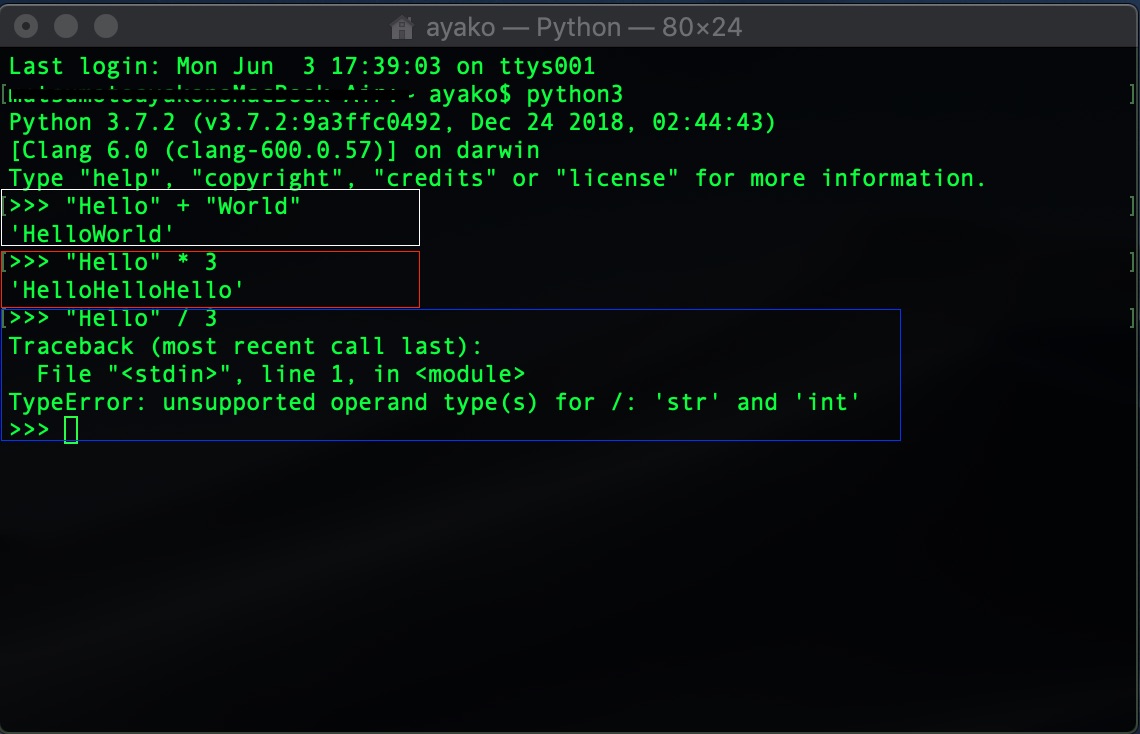 ayako — Python — 80×24
Last login: Mon Jun  3 17:39:03 on ttys001
ayako$ python3
Python 3.7.2 (v3.7.2:9a3ffc0492, Dec 24 2018, 02:44:43)
[Clang 6.0 (clang-600.0.57)] on darwin
Type "help", "copyright", "credits" or "license" for more information.
>>> "Hello" + "World"
'HelloWorld'
>>> "Hello" * 3
'HelloHelloHello'
>>> "Hello" / 3
Traceback (most recent call last):
  File "<stdin>", line 1, in <module>
TypeError: unsupported operand type(s) for /: 'str' and 'int'
>>>